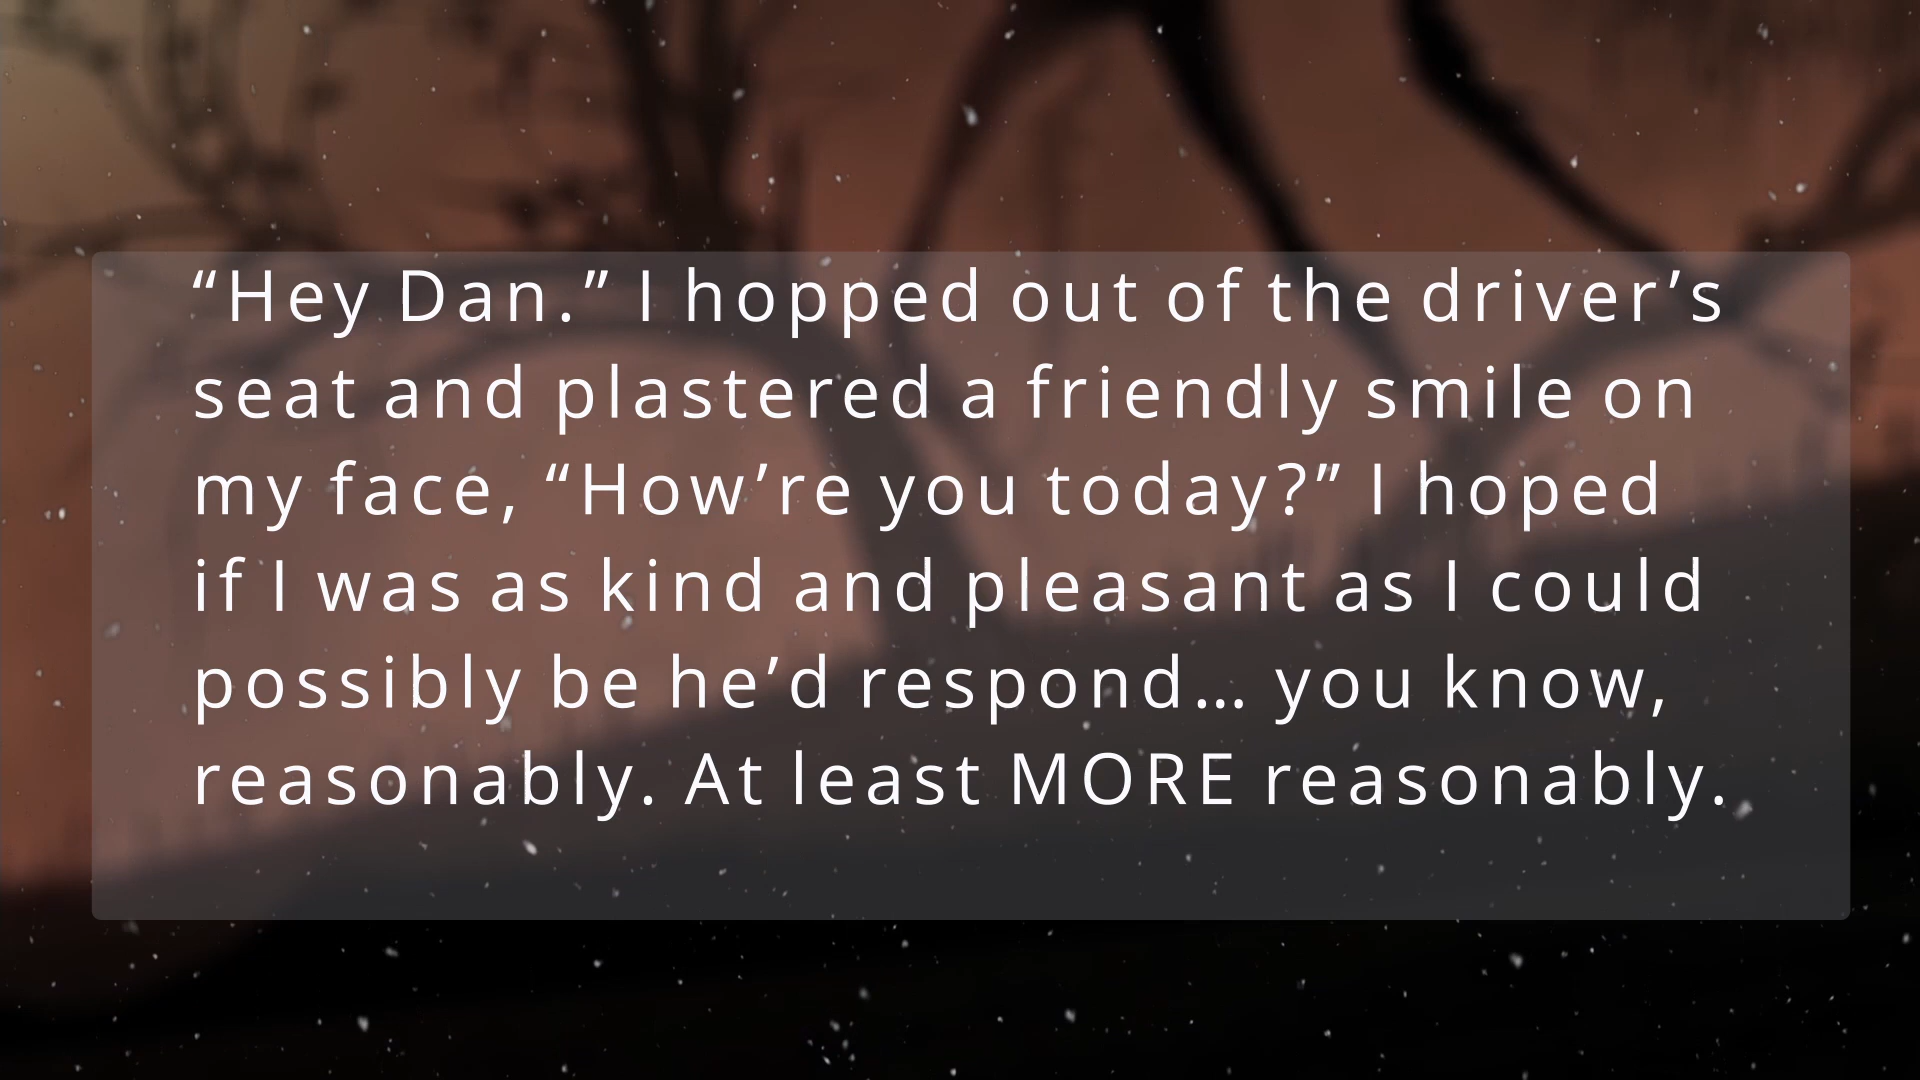 “Hey Dan.” I hopped out of the driver’s
seat and plastered a friendly smile on
my face, “How’re you today?” I hoped
if I was as kind and pleasant as I could
possibly be he’d respond… you know,
reasonably. At least MORE reasonably.